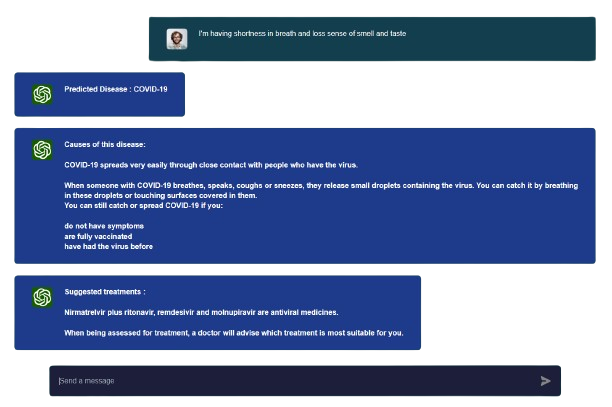 I'm having shortness in breath and loss sense of smell and taste
Predicted Disease : COVID-19
Causes of this disease:
COVID-19 spreads very easily through close contact with people who have the virus.
When someone with COVID-19 breathes, speaks, coughs or sneezes, they release small droplets containing the virus. You can catch it by breathing
in these droplets or touching surfaces covered in them.
You can still catch or spread COVID-19 if you:
do not have symptoms
are fully vaccinated
have had the virus before
Suggested treatments :
Nirmatrelvir plus ritonavir, remdesivir and molnupiravir are antiviral medicines.
When being assessed for treatment, a doctor will advise which treatment is most suitable for you.
Send a message